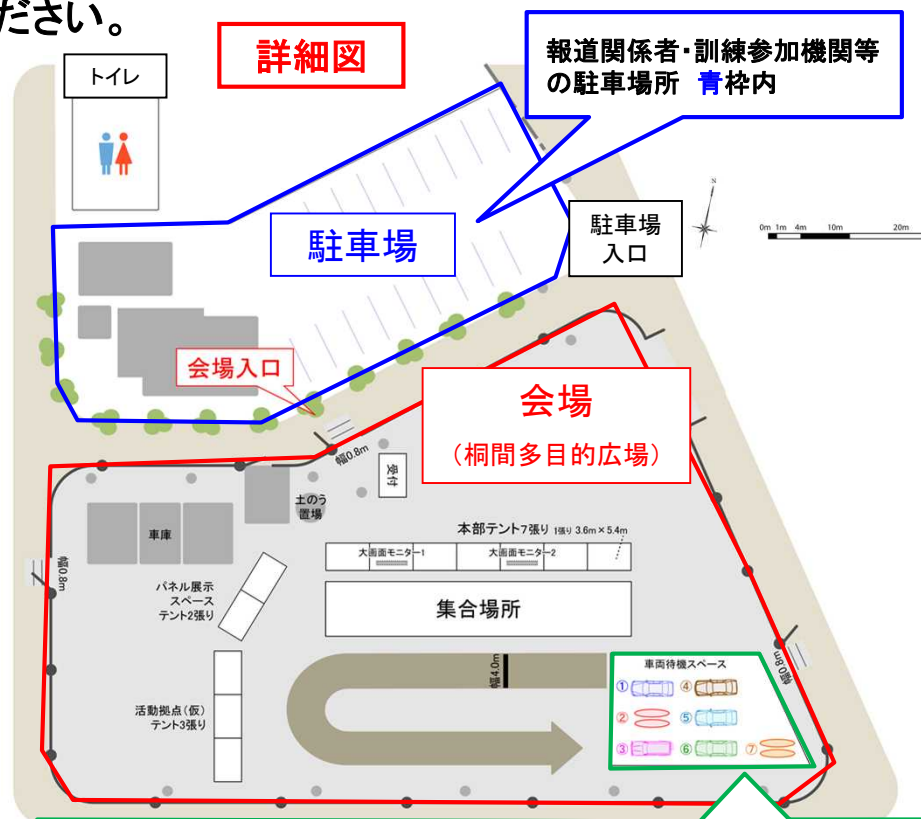 ださい。
トイレ
詳細図
報道関係者・訓練参加機関等
の駐車場所 青枠内
駐車場
駐車場
入口
N
0m 1m 4m 10m 20m
会場入口
会場
(桐間多目的広場)
幅0.8m
受付
土のう
置場
車庫
本部テント7張り 1張り 3.6m×5.4m
大画面モニター1
大画面モニター2
幅0.8m
パネル展示
スペース
テント2張り
集合場所
幅4.0m
車両待機スペース
幅0.8m
① ④
② ⑤
③ ⑥ ⑦
活動拠点(仮)
テント3張り